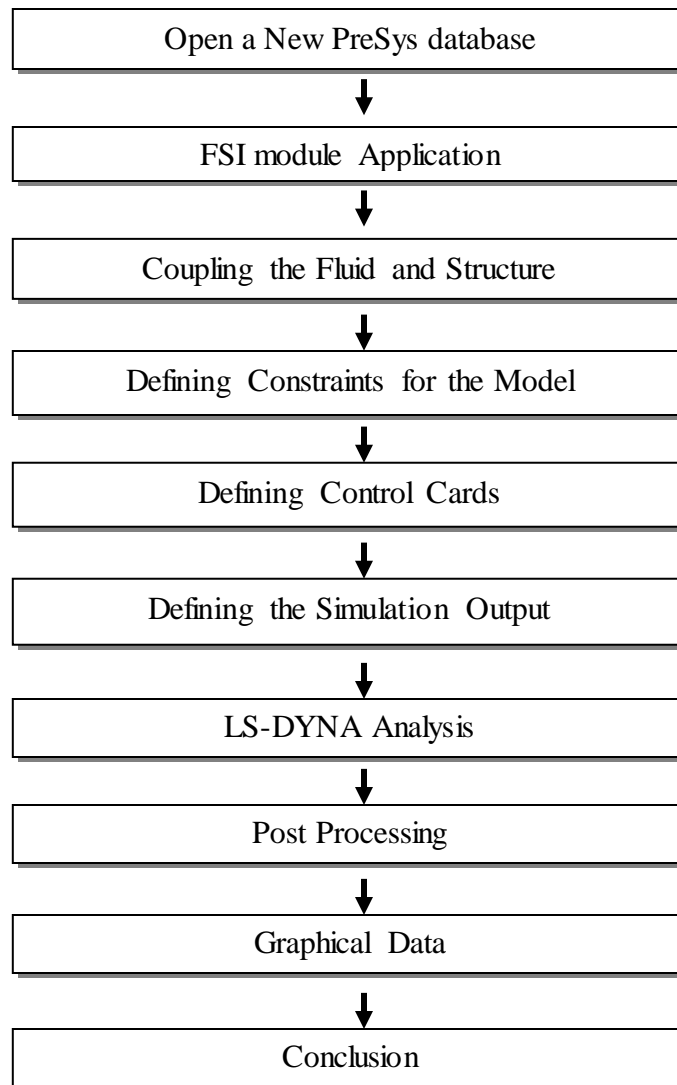 Open a New PreSys database
FSI module Application
Coupling the Fluid and Structure
Defining Constraints for the Model
Defining Control Cards
Defining the Simulation Output
LS-DYNA Analysis
Post Processing
Graphical Data
Conclusion